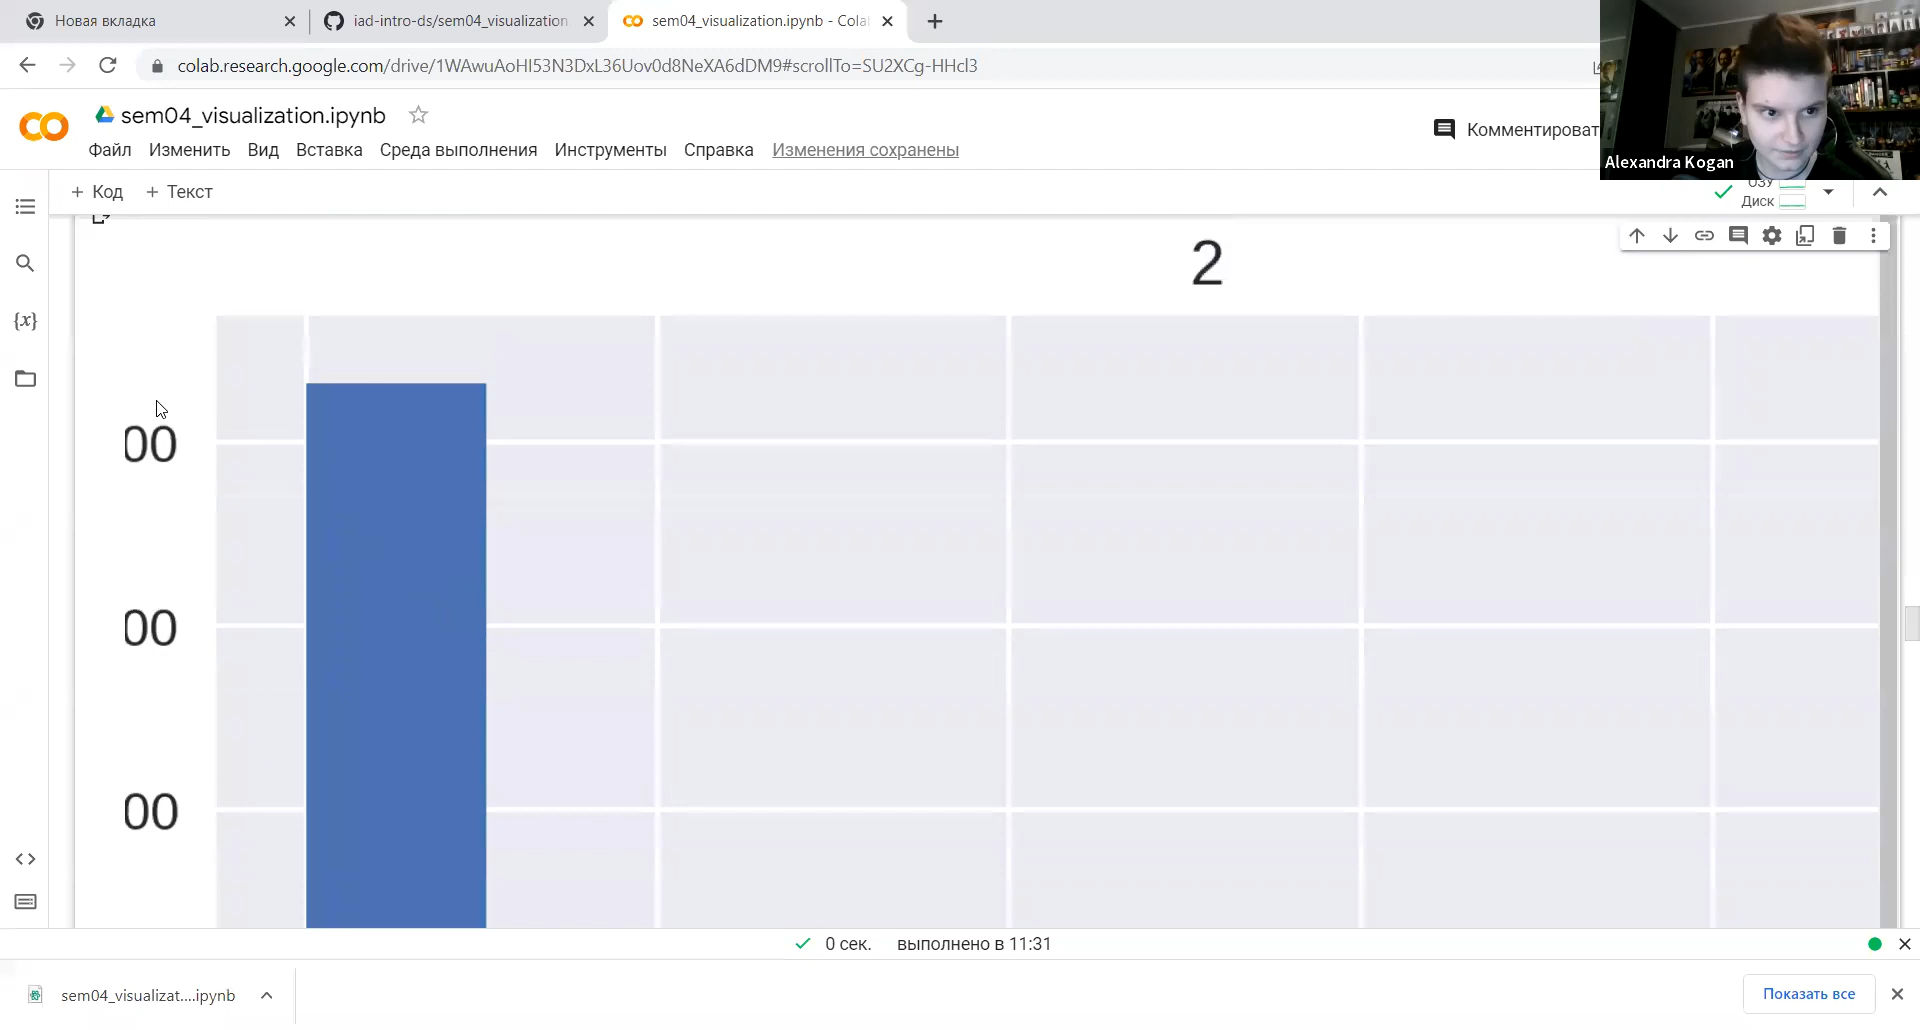 Новая вкладка
iad-intro-ds/sem04_visualization
sem04_visualization.ipynb - Cola
colab.research.google.com/drive/1WAwuAoHI53N3DxL36Uov0d8NeXA6dDM9#scrollTo=SU2XCg-HHcl3
sem04_visualization.ipynb
Комментироват
Файл Изменить Вид Вставка Среда выполнения Инструменты Справка Изменения сохранены
Alexandra Kogan
+ Код + Текст
ОЗУ
Диск
2
{x}
00
00
00
0 сек. выполнено в 11:31
sem04_visualizat....ipynb
Показать все